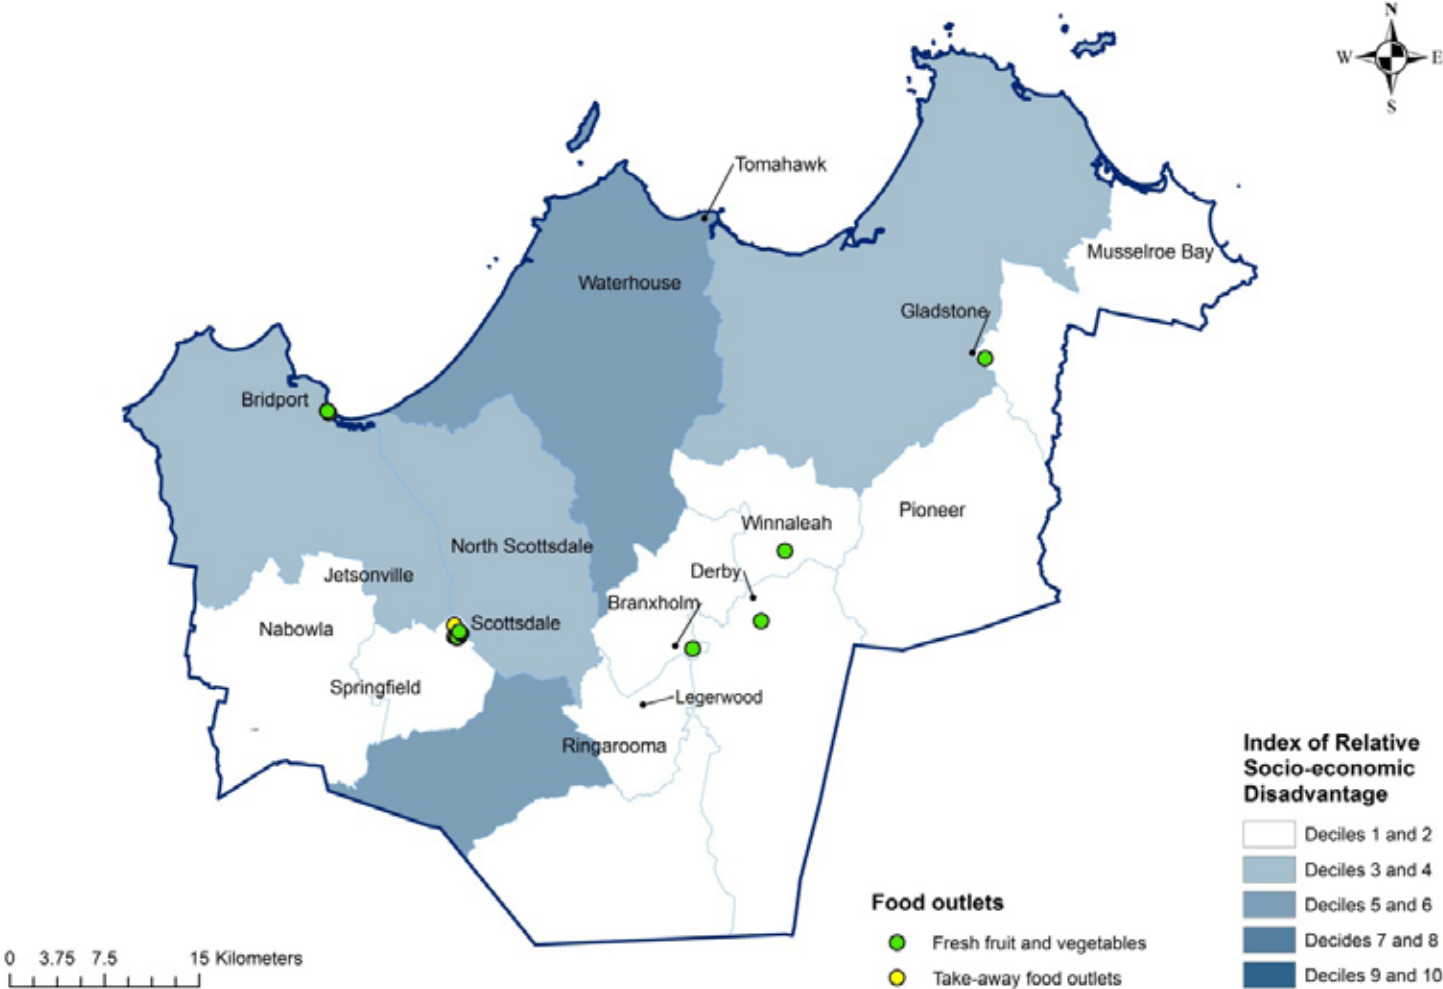 N
W E
S
Tomahawk
Waterhouse
Musselroe Bay
Gladstone
Bridport
Pioneer
Winnaleah
North Scottsdale
Derby
Jetsonville
Branxholm
Scottsdale
Nabowla
Springfield
Legerwood
Ringarooma
Index of Relative
Socio-economic
Disadvantage
Deciles 1 and 2
Deciles 3 and 4
Deciles 5 and 6
Decides 7 and 8
Deciles 9 and 10
Food outlets
Fresh fruit and vegetables
Take-away food outlets
0 3.75 7.5 15 Kilometers